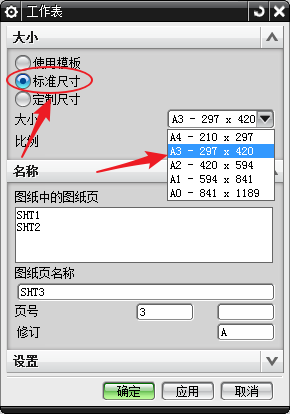 工作表
大小
使用模板
标准尺寸
定制尺寸
大小
A3 - 297 x 420
比例
A4 - 210 x 297
A3 - 297 x 420
A2 - 420 x 594
A1 - 594 x 841
A0 - 841 x 1189
名称
图纸中的图纸页
SHT1
SHT2
图纸页名称
SHT3
页号
3
修订
A
设置
确定
应用
取消